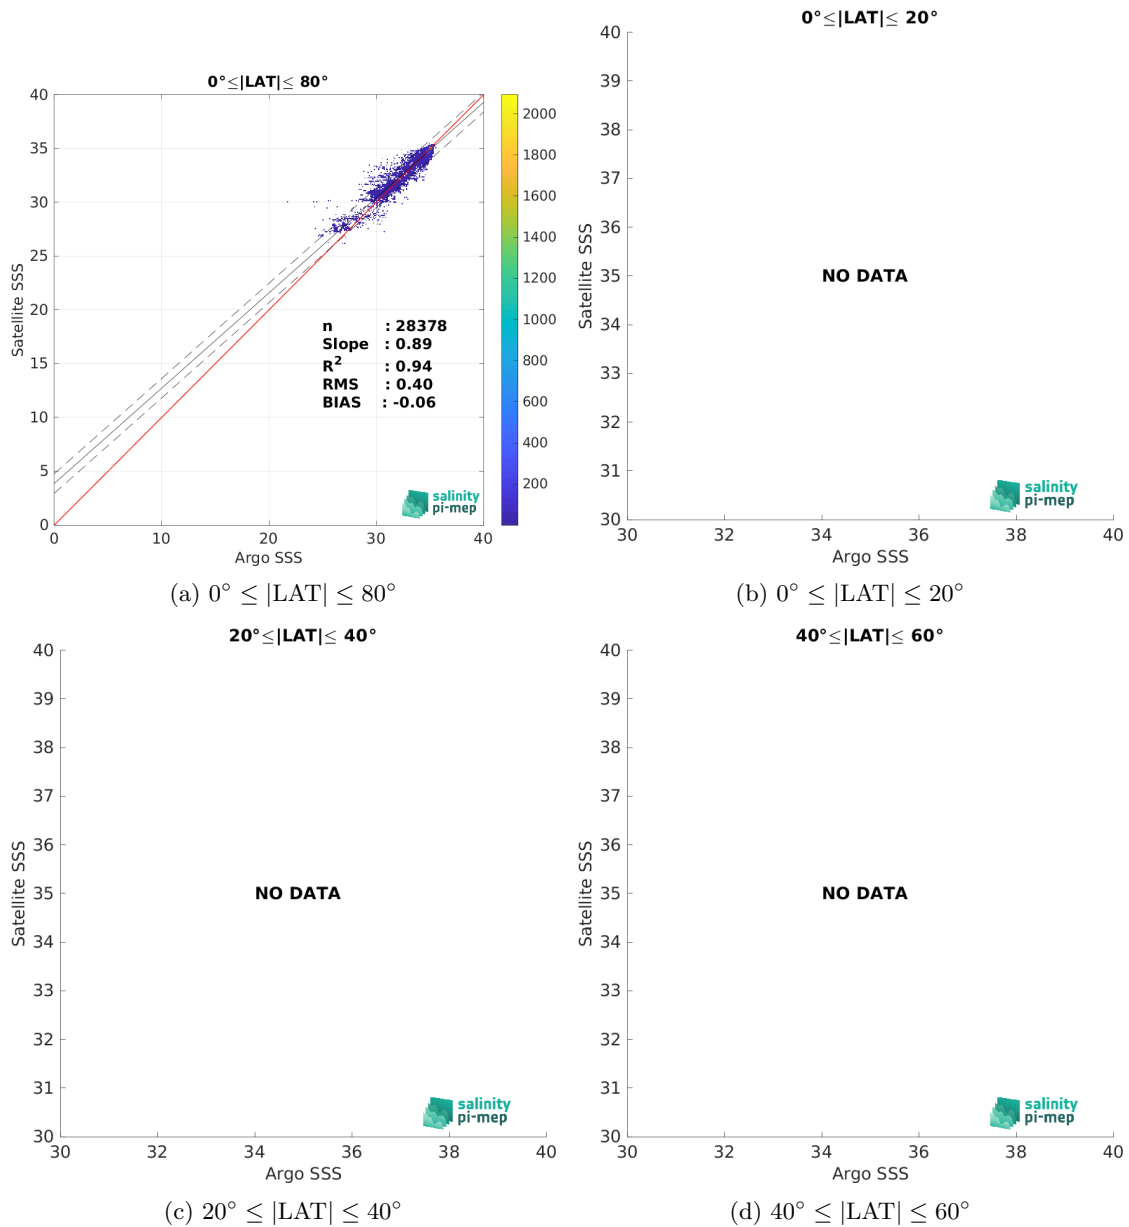 0°≤|LAT|≤ 80°
40
35
30
25
20
15
10
5
0
0
10
20
30
40
Satellite SSS
Argo SSS
n : 28378
Slope : 0.89
R² : 0.94
RMS : 0.40
BIAS : -0.06
salinity
pi-mep
2000
1800
1600
1400
1200
1000
800
600
400
200
(a) 0° ≤ |LAT| ≤ 80°
0°≤|LAT|≤ 20°
40
39
38
37
36
35
34
33
32
31
30
30
32
34
36
38
40
Satellite SSS
Argo SSS
NO DATA
salinity
pi-mep
(b) 0° ≤ |LAT| ≤ 20°
20°≤|LAT|≤ 40°
40
39
38
37
36
35
34
33
32
31
30
30
32
34
36
38
40
Satellite SSS
Argo SSS
NO DATA
salinity
pi-mep
(c) 20° ≤ |LAT| ≤ 40°
40°≤|LAT|≤ 60°
40
39
38
37
36
35
34
33
32
31
30
30
32
34
36
38
40
Satellite SSS
Argo SSS
NO DATA
salinity
pi-mep
(d) 40° ≤ |LAT| ≤ 60°